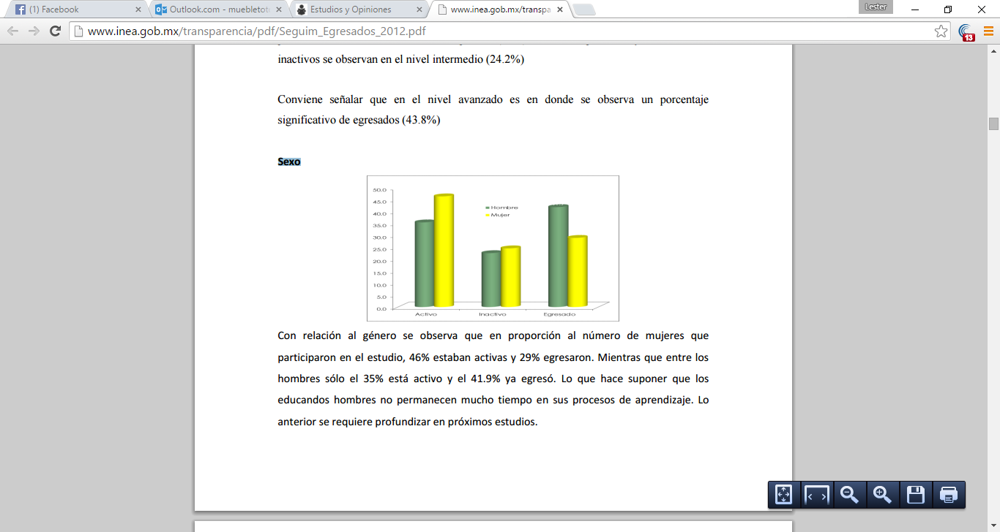 (1) Facebook
Outlook.com - muebletot
Estudios y Opiniones
www.inea.gob.mx/transpa
Lester
www.inea.gob.mx/transparencia/pdf/Seguim_Egresados_2012.pdf
13
inactivos se observan en el nivel intermedio (24.2%)
Conviene señalar que en el nivel avanzado es en donde se observa un porcentaje
significativo de egresados (43.8%)
Sexo
50.0
45.0
40.0
35.0
30.0
25.0
20.0
15.0
10.0
5.0
0.0
Hombre
Mujer
Activo Inactivo Egresado
Con relación al género se observa que en proporción al número de mujeres que
participaron en el estudio, 46% estaban activas y 29% egresaron. Mientras que entre los
hombres sólo el 35% está activo y el 41.9% ya egresó. Lo que hace suponer que los
educandos hombres no permanecen mucho tiempo en sus procesos de aprendizaje. Lo
anterior se requiere profundizar en próximos estudios.